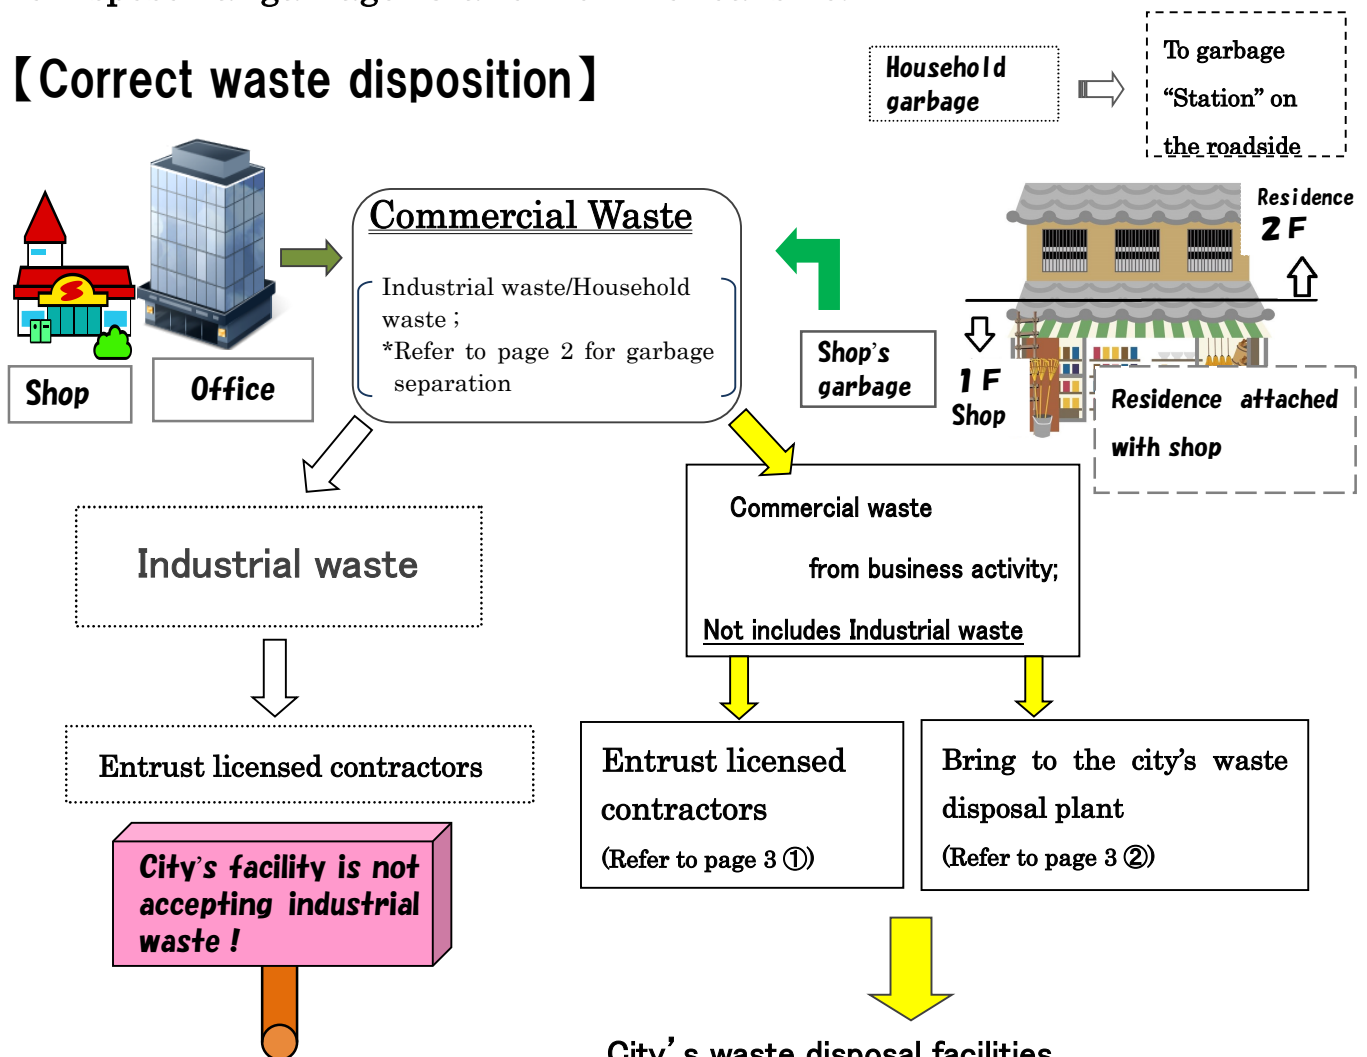 【Correct waste disposition】
Household
garbage
To garbage
“Station” on
the roadside
Residence
2F
Commercial Waste
Industrial waste/Household
waste ;
*Refer to page 2 for garbage
separation
Shop
Office
Shop’s
garbage
1F
Shop
Residence attached
with shop
Industrial waste
Commercial waste
from business activity;
Not includes Industrial waste
Entrust licensed contractors
Entrust licensed
contractors
(Refer to page 3 ①)
Bring to the city’s waste
disposal plant
(Refer to page 3 ②)
City’s facility is not
accepting industrial
waste !
City’s waste disposal facilities